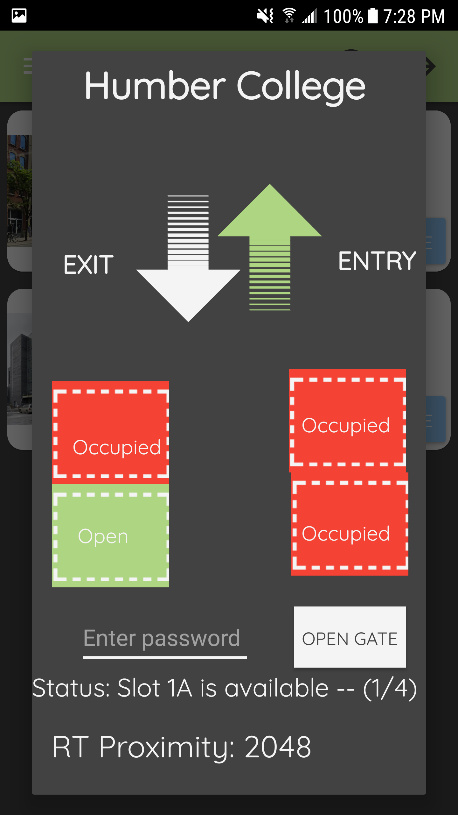 100% 7:28 PM
Humber College
EXIT
ENTRY
Occupied
Occupied
Open
Occupied
Enter password
OPEN GATE
Status: Slot 1A is available -- (1/4)
RT Proximity: 2048